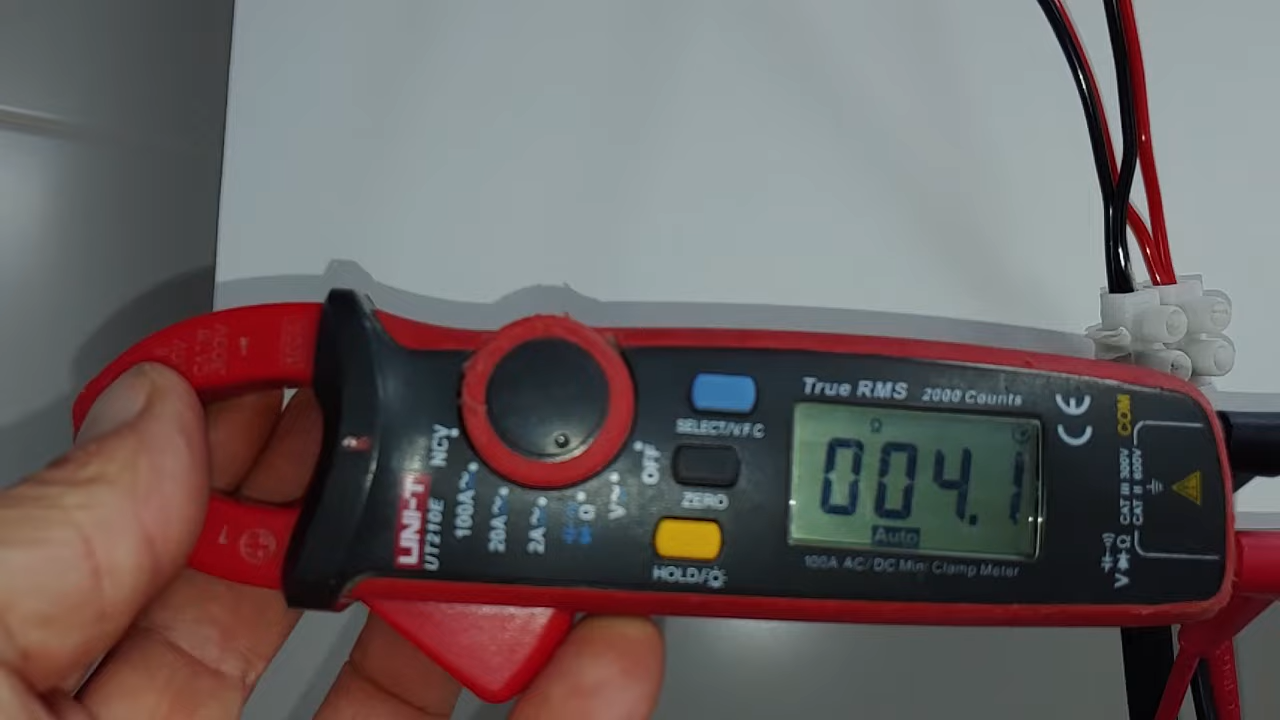 UNI-T
UT210E
NCV
100A
20A
2A
Ω
V
OFF
SELECT/V.F.C
ZERO
HOLD/
True RMS 2000 Counts
Ω
004.1
Auto
100A AC/DC Mini Clamp Meter
CE
COM
CAT III 300V
CAT II 600V
V Ω